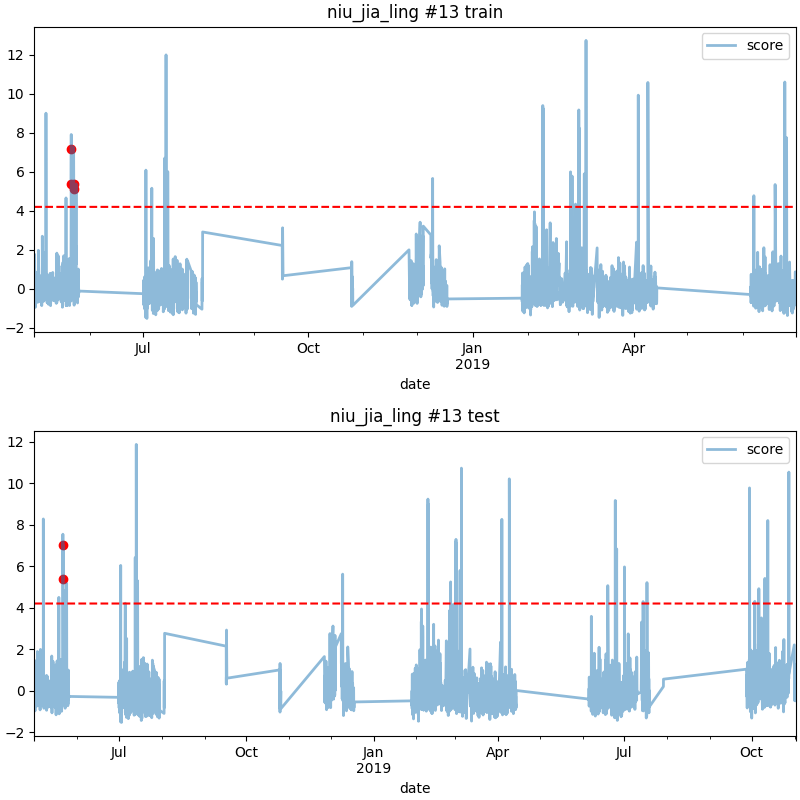 niu_jia_ling #13 train
score
12
10
8
6
4
2
0
−2
Jul Oct Jan Apr
2019
date
niu_jia_ling #13 test
score
12
10
8
6
4
2
0
−2
Jul Oct Jan Apr Jul Oct
2019
date